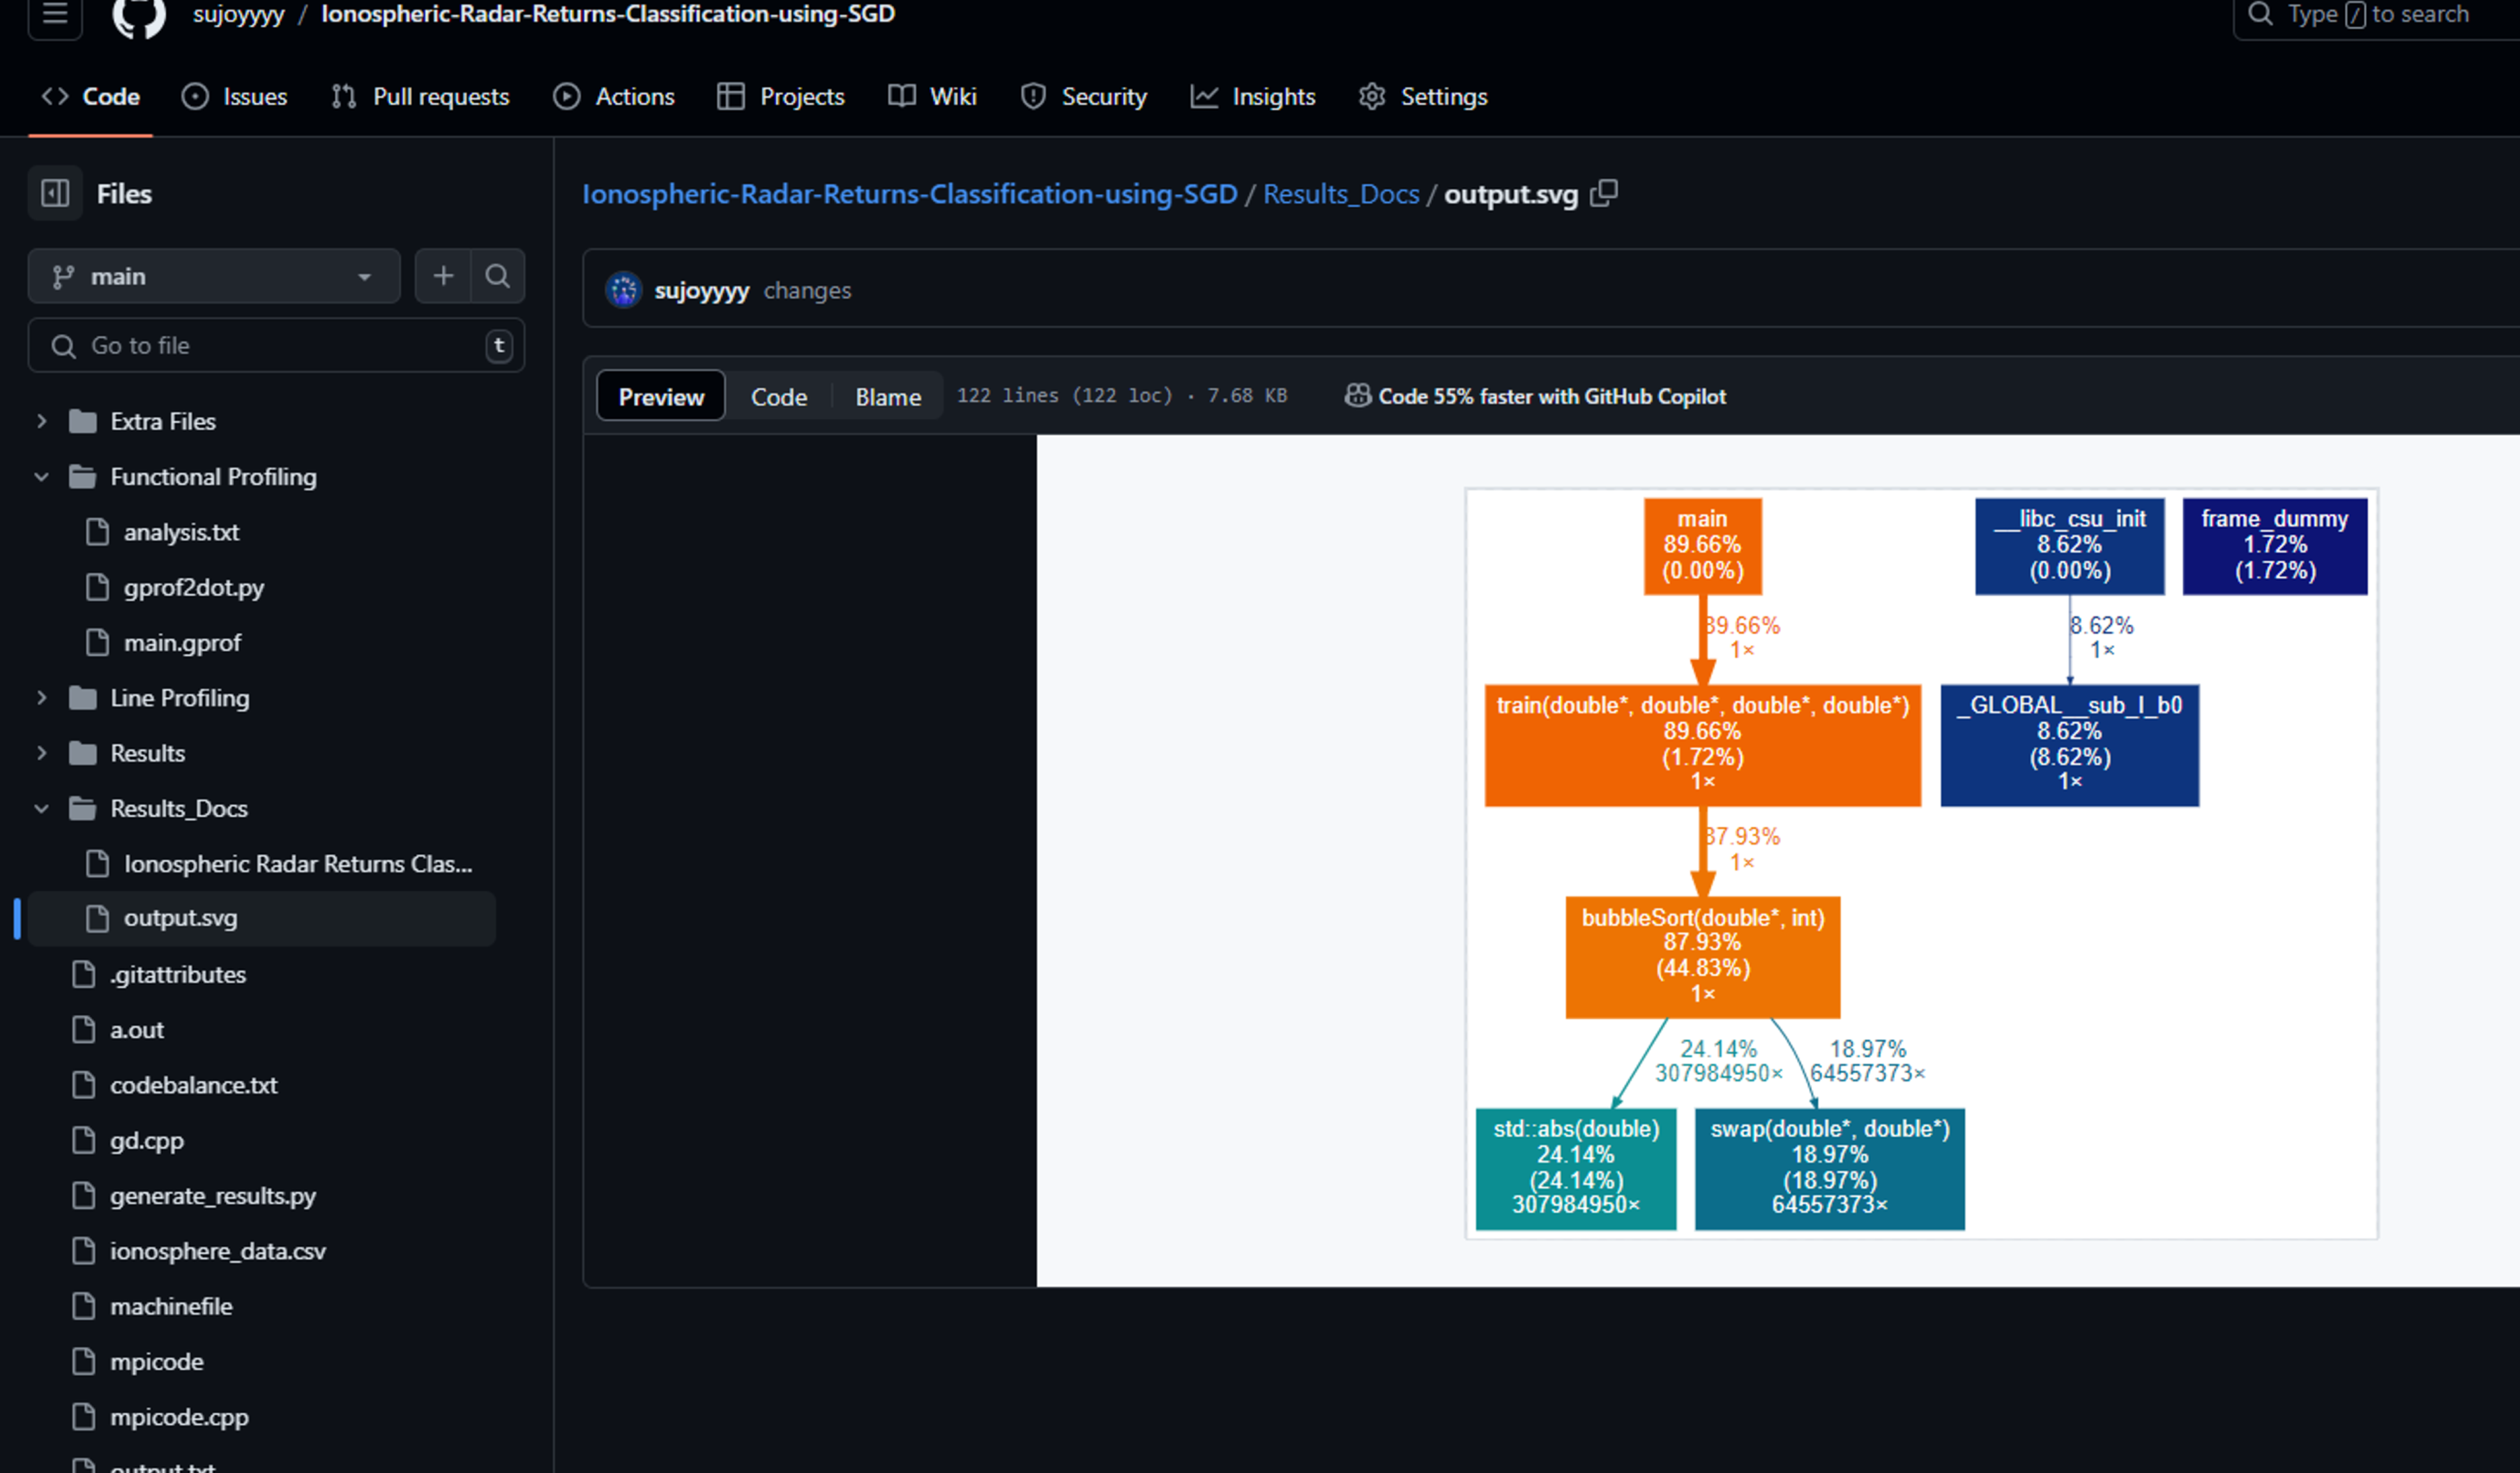 sujoyyyy / Ionospheric-Radar-Returns-Classification-using-SGD
Type / to search
Code
Issues
Pull requests
Actions
Projects
Wiki
Security
Insights
Settings
Files
main
Go to file
t
Extra Files
Functional Profiling
analysis.txt
gprof2dot.py
main.gprof
Line Profiling
Results
Results_Docs
Ionospheric Radar Returns Clas...
output.svg
.gitattributes
a.out
codebalance.txt
gd.cpp
generate_results.py
ionosphere_data.csv
machinefile
mpicode
mpicode.cpp
output.txt
Ionospheric-Radar-Returns-Classification-using-SGD / Results_Docs / output.svg
sujoyyyy changes
Preview
Code
Blame
122 lines (122 loc) · 7.68 KB
Code 55% faster with GitHub Copilot
main
89.66%
(0.00%)
__libc_csu_init
8.62%
(0.00%)
frame_dummy
1.72%
(1.72%)
89.66%
1×
8.62%
1×
train(double*, double*, double*, double*)
89.66%
(1.72%)
1×
_GLOBAL__sub_I_b0
8.62%
(8.62%)
1×
87.93%
1×
bubbleSort(double*, int)
87.93%
(44.83%)
1×
24.14%
307984950×
18.97%
64557373×
std::abs(double)
24.14%
(24.14%)
307984950×
swap(double*, double*)
18.97%
(18.97%)
64557373×